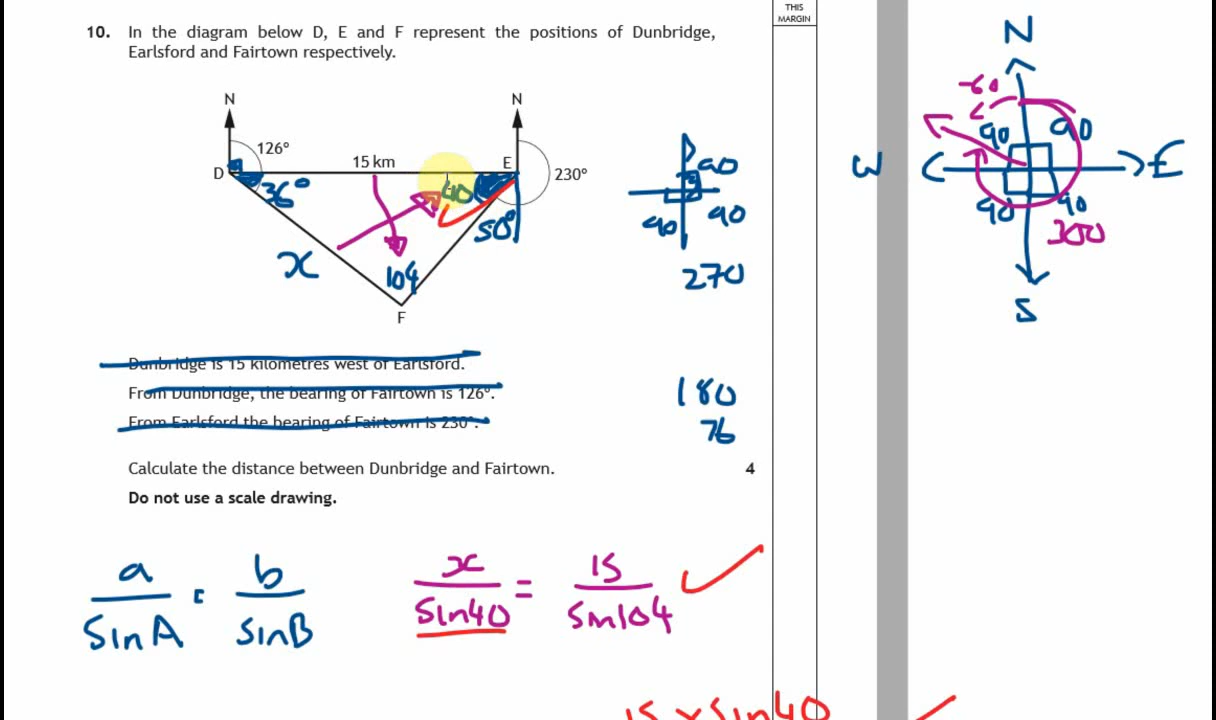 THIS
MARGIN
10. In the diagram below D, E and F represent the positions of Dunbridge,
Earlsford and Fairtown respectively.
N
N
126°
15 km
D
E
230°
36°
40
50°
x
104
F
90
90
90
270
N
-60
90
90
W
E
90
90
300
S
Dunbridge is 15 kilometres west of Earlsford.
From Dunbridge, the bearing of Fairtown is 126°.
From Earlsford the bearing of Fairtown is 230°.
180
76
Calculate the distance between Dunbridge and Fairtown.
4
Do not use a scale drawing.
a = b
sinA sinB
x = 15
sin40 sin104
15 x sin40